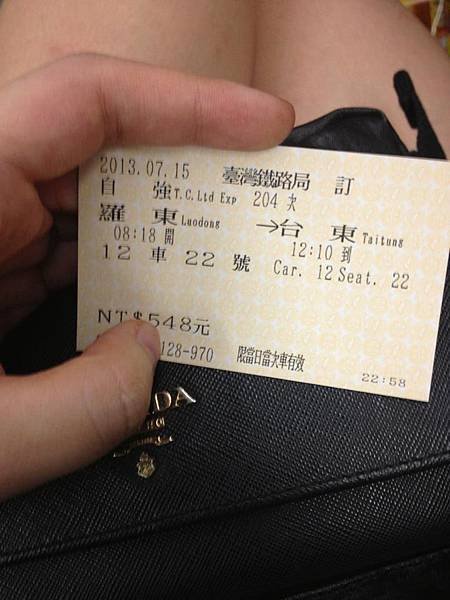 2013.07.15 臺灣鐵路局 訂
自 強 T.C.Ltd Exp 204 次
羅 東 Luodong →台 東 Taitung
08:18 開 12:10 到
12 車 22 號 Car. 12 Seat. 22
NT$548元
128-970 限當日當次車有效
22:58
DA